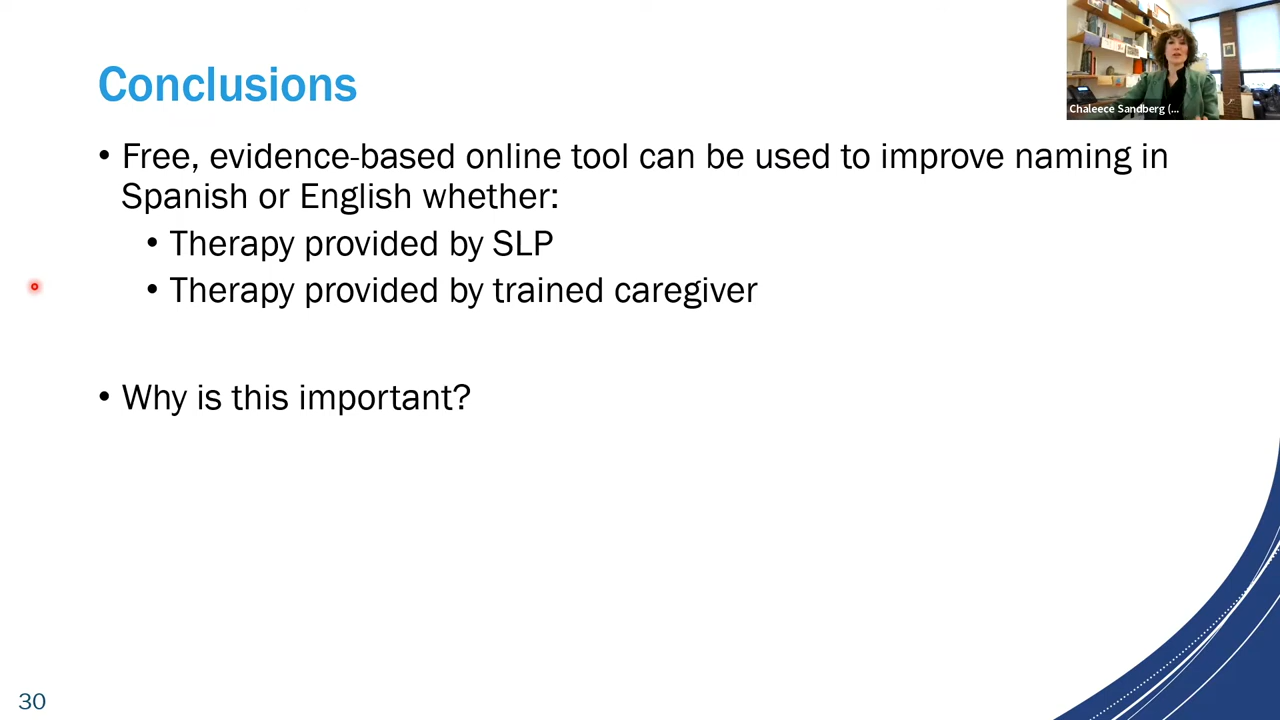 Conclusions
• Free, evidence-based online tool can be used to improve naming in
Spanish or English whether:
• Therapy provided by SLP
• Therapy provided by trained caregiver
• Why is this important?
Chaleece Sandberg (...
30